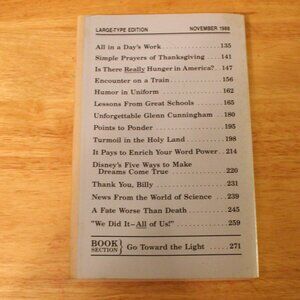 LARGE-TYPE EDITION NOVEMBER 1988
All in a Day's Work . . . . . . . . . . 135
Simple Prayers of Thanksgiving . . 141
Is There Really Hunger in America?. 147
Encounter on a Train . . . . . . . . . 156
Humor in Uniform . . . . . . . . . . 162
Lessons From Great Schools . . . . . 165
Unforgettable Glenn Cunningham . . 180
Points to Ponder . . . . . . . . . . . 195
Turmoil in the Holy Land . . . . . . 198
It Pays to Enrich Your Word Power . 214
Disney's Five Ways to Make
Dreams Come True . . . . . . . . 220
Thank You, Billy . . . . . . . . . . . 231
News From the World of Science . . 239
A Fate Worse Than Death . . . . . . 245
"We Did It—All of Us!" . . . . . . . . 259
BOOK
SECTION } Go Toward the Light . . . . . 271